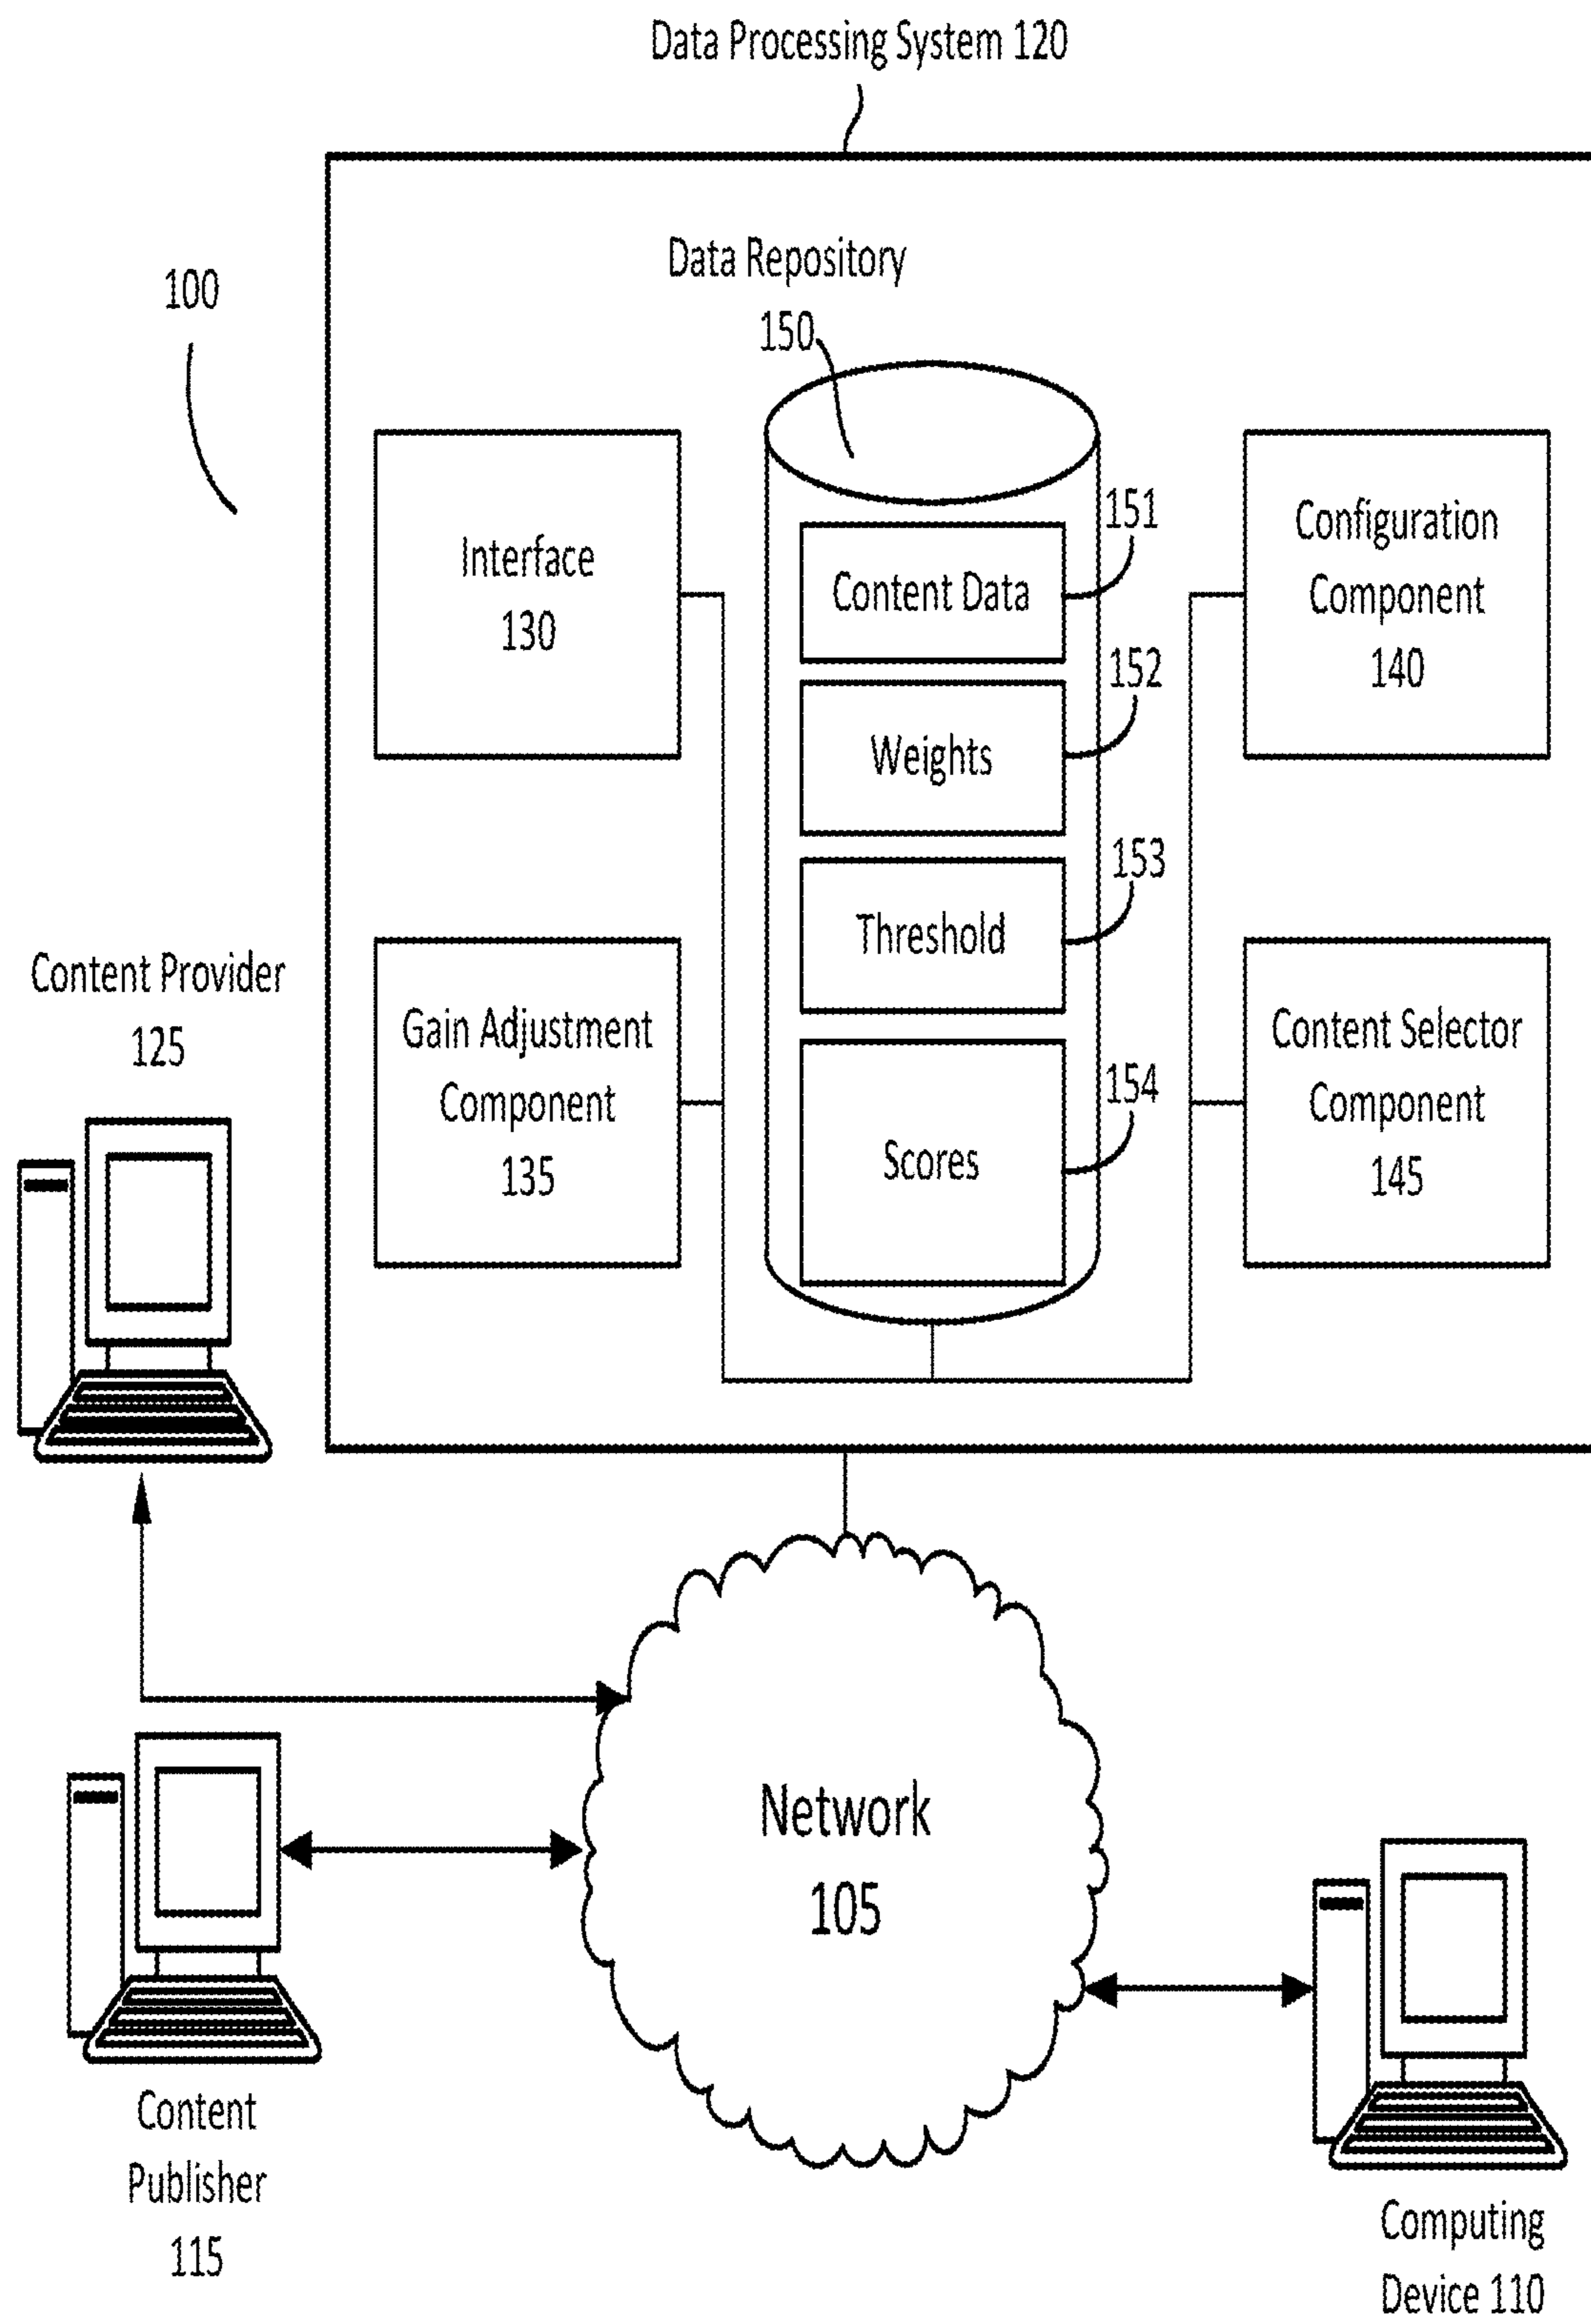 Data Processing System 120
100
Data Repository
150
Interface
130
151
Content Data
152
Weights
153
Threshold
154
Scores
Configuration
Component
140
Content Provider
125
Gain Adjustment
Component
135
Content Selector
Component
145
Network
105
Content
Publisher
115
Computing
Device 110